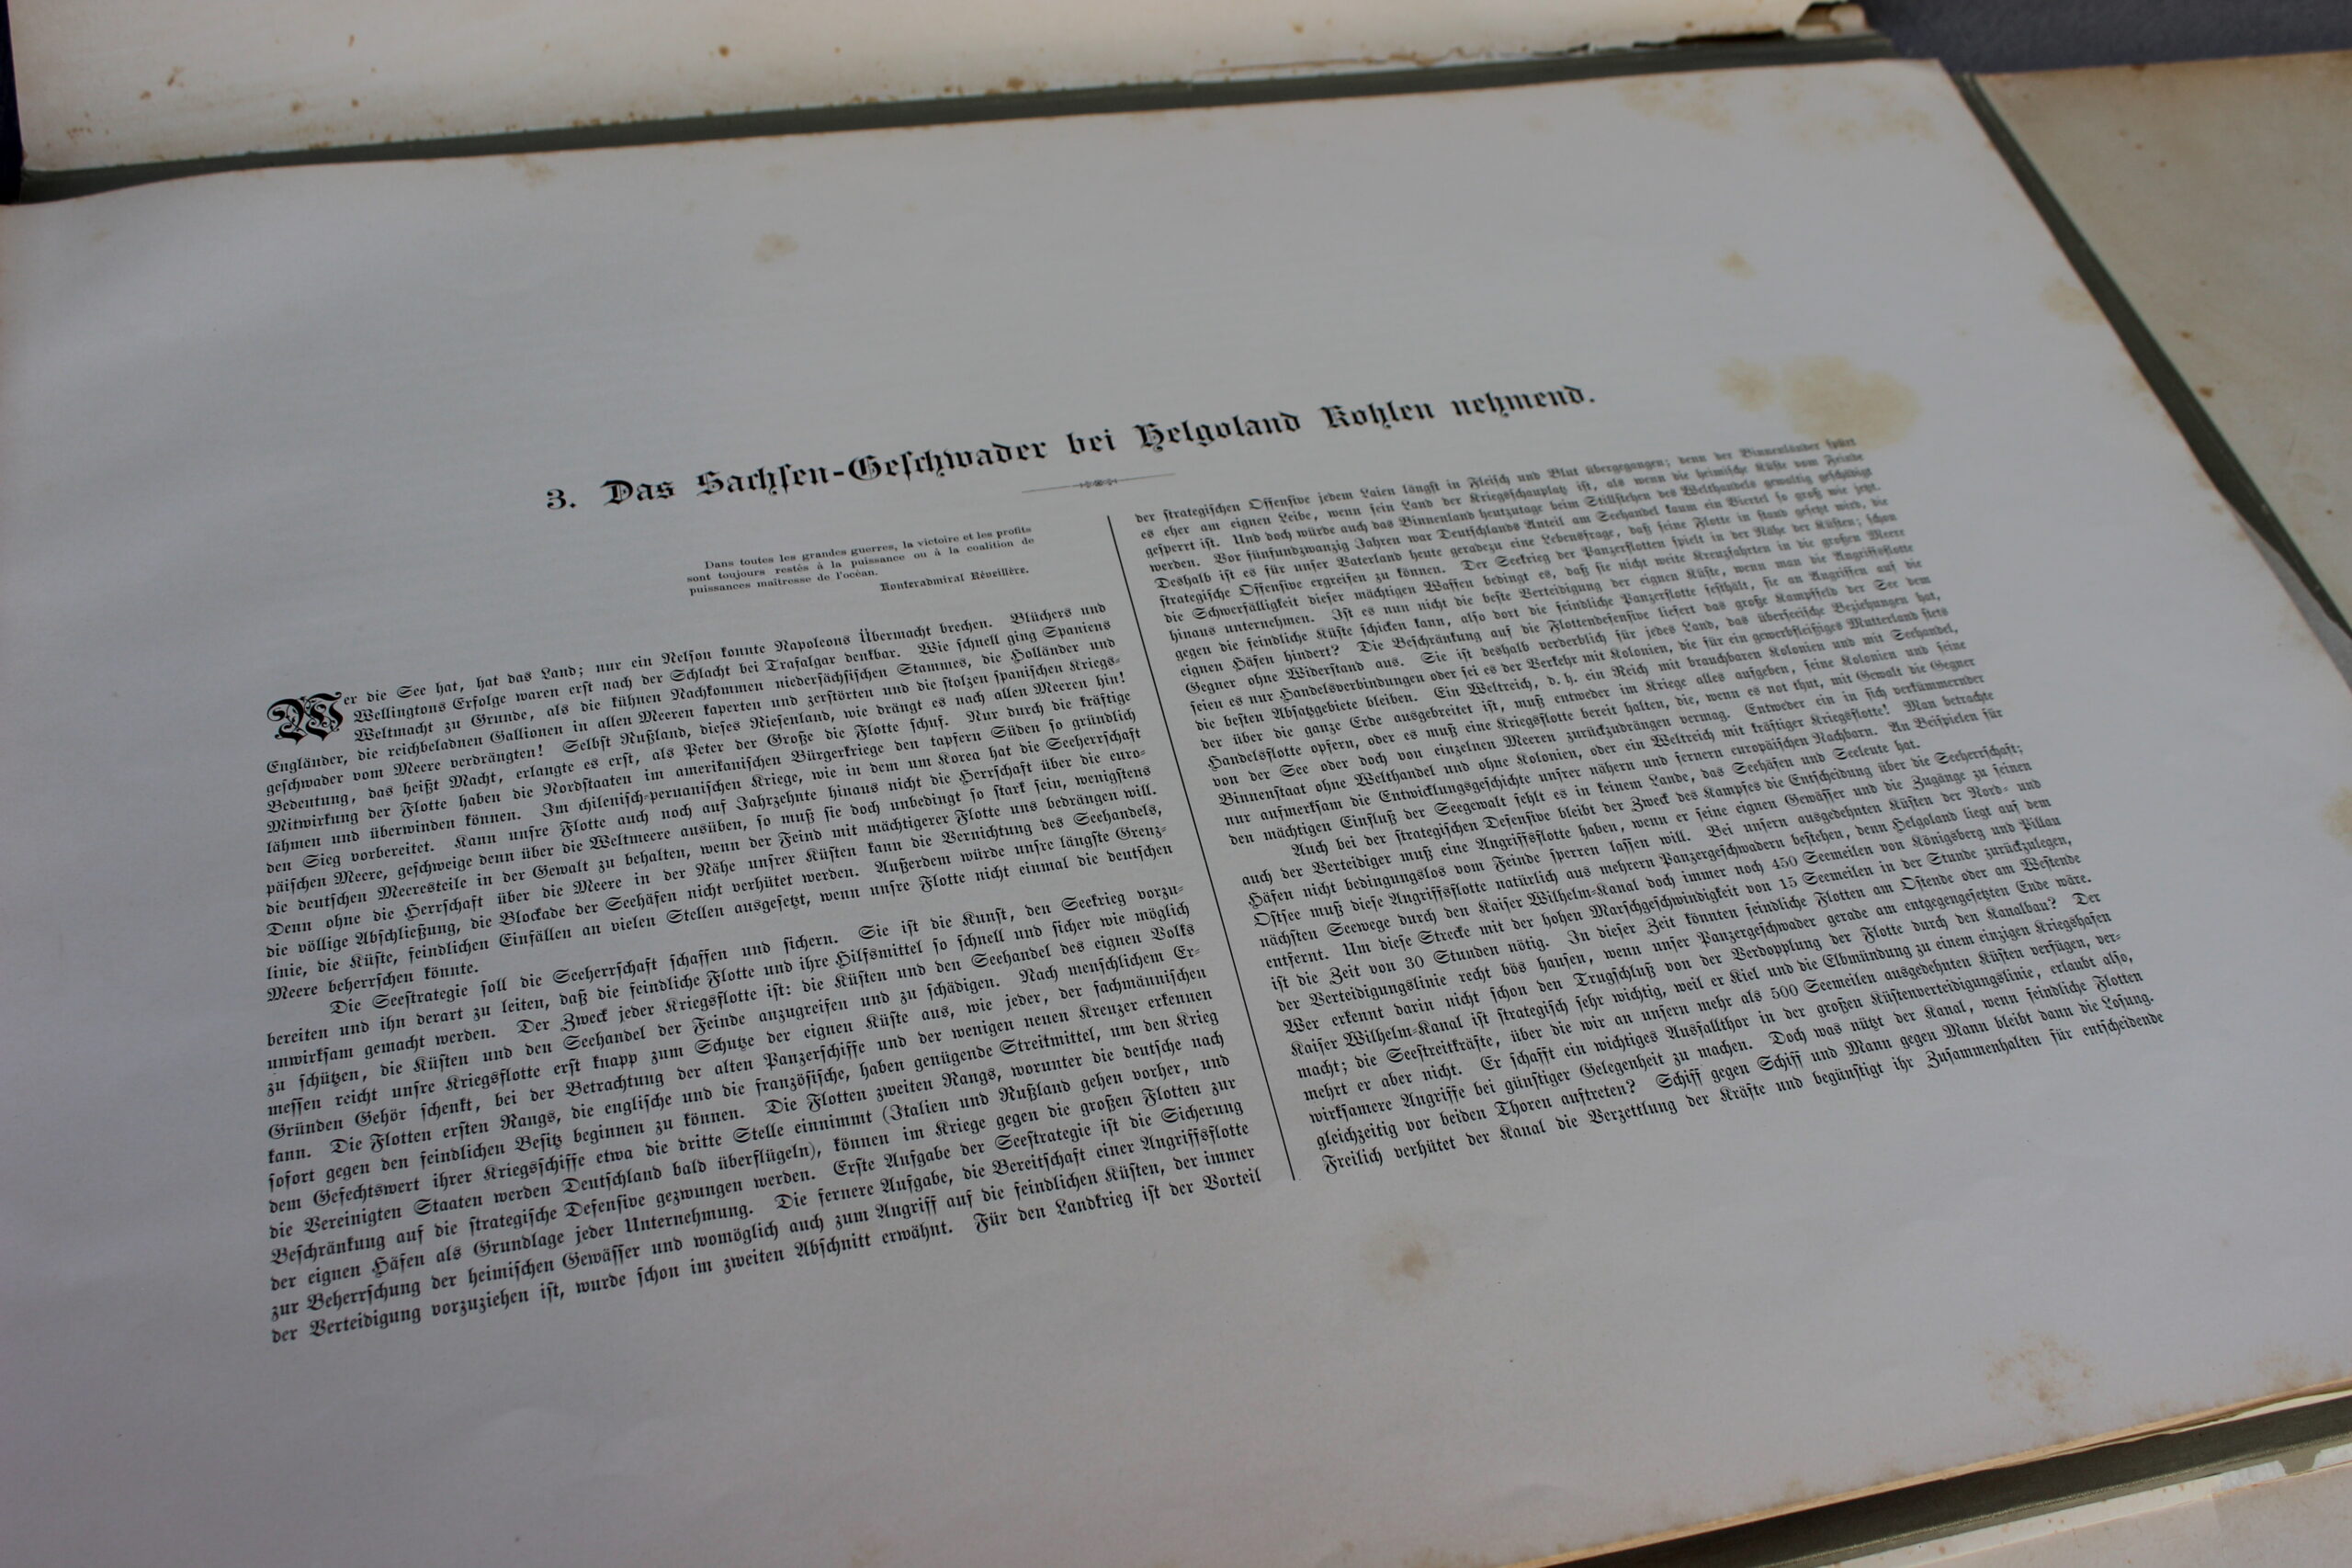 3. Das Sachſen-Geſchwader bei Helgoland Kohlen nehmend.
Dans toutes les grandes guerres, la victoire et les profits
sont toujours restés à la puissance ou à la coalition de
puissances maîtresse de l'océan.
Konteradmiral Réveillère.
Wer die See hat, hat das Land; nur ein Nelſon konnte Napoleons Übermacht brechen. Blüchers und
Wellingtons Erfolge waren erſt nach der Schlacht bei Trafalgar denkbar. Wie ſchnell ging Spaniens
Weltmacht zu Grunde, als die kühnen Nachkommen niederſächſiſchen Stammes, die Holländer und
Engländer, die reichbeladnen Gallionen in allen Meeren kaperten und zerſtörten und die ſtolzen ſpaniſchen Kriegs-
geſchwader vom Meere verdrängten! Selbſt Rußland, dieſes Rieſenland, wie drängt es nach allen Meeren hin!
Bedeutung, das heißt Macht, erlangte es erſt, als Peter der Große die Flotte ſchuf. Nur durch die kräftige
Mitwirkung der Flotte haben die Nordſtaaten im amerikaniſchen Bürgerkriege den tapfern Süden ſo gründlich
lähmen und überwinden können. Im chileniſch-peruaniſchen Kriege, wie in dem um Korea hat die Seeherrſchaft
den Sieg vorbereitet. Kann unſre Flotte auch noch auf Jahrzehnte hinaus nicht die Herrſchaft über die euro-
päiſchen Meere, geſchweige denn über die Weltmeere ausüben, ſo muß ſie doch unbedingt ſo ſtark ſein, wenigſtens
die deutſchen Meeresteile in der Gewalt zu behalten, wenn der Feind mit mächtigerer Flotte uns bedrängen will.
Denn ohne die Herrſchaft über die Meere in der Nähe unſrer Küſten kann die Vernichtung des Seehandels,
die völlige Abſchließung, die Blockade der Seehäfen nicht verhütet werden. Außerdem würde unſre längſte Grenz-
linie, die Küſte, feindlichen Einfällen an vielen Stellen ausgeſetzt, wenn unſre Flotte nicht einmal die deutſchen
Meere beherrſchen könnte.
Die Seeſtrategie ſoll die Seeherrſchaft ſchaffen und ſichern. Sie iſt die Kunſt, den Seekrieg vorzu-
bereiten und ihn derart zu leiten, daß die feindliche Flotte und ihre Hilfsmittel ſo ſchnell und ſicher wie möglich
unwirkſam gemacht werden. Der Zweck jeder Kriegsflotte iſt: die Küſten und den Seehandel des eignen Volks
zu ſchützen, die Küſten und den Seehandel der Feinde anzugreifen und zu ſchädigen. Nach menſchlichem Er-
meſſen reicht unſre Kriegsflotte erſt knapp zum Schutze der eignen Küſte aus, wie jeder, der fachmänniſchen
Gründen Gehör ſchenkt, bei der Betrachtung der alten Panzerſchiffe und der wenigen neuen Kreuzer erkennen
kann. Die Flotten erſten Rangs, die engliſche und die franzöſiſche, haben genügende Streitmittel, um den Krieg
ſofort gegen den feindlichen Beſitz beginnen zu können. Die Flotten zweiten Rangs, worunter die deutſche nach
dem Gefechtswert ihrer Kriegsſchiffe etwa die dritte Stelle einnimmt (Italien und Rußland gehen vorher, und
die Vereinigten Staaten werden Deutſchland bald überflügeln), können im Kriege gegen die großen Flotten zur
Beſchränkung auf die ſtrategiſche Defenſive gezwungen werden. Erſte Aufgabe der Seeſtrategie iſt die Sicherung
der eignen Häfen als Grundlage jeder Unternehmung. Die fernere Aufgabe, die Bereitſchaft einer Angriffsflotte
zur Beherrſchung der heimiſchen Gewäſſer und womöglich auch zum Angriff auf die feindlichen Küſten, der immer
der Verteidigung vorzuziehen iſt, wurde ſchon im zweiten Abſchnitt erwähnt. Für den Landkrieg iſt der Vorteil
der ſtrategiſchen Offenſive jedem Laien längſt in Fleiſch und Blut übergegangen; denn der Binnenländer ſpürt
es eher am eignen Leibe, wenn ſein Land der Kriegsſchauplatz iſt, als wenn die heimiſche Küſte vom Feinde
geſperrt iſt. Und doch würde auch das Binnenland heutzutage beim Stillſtehen des Welthandels gewaltig geſchädigt
werden. Vor fünfundzwanzig Jahren war Deutſchlands Anteil am Seehandel kaum ein Viertel ſo groß wie jetzt.
Deshalb iſt es für unſer Vaterland heute geradezu eine Lebensfrage, daß ſeine Flotte in ſtand geſetzt wird, die
ſtrategiſche Offenſive ergreifen zu können. Der Seekrieg der Panzerflotten ſpielt in der Nähe der Küſten; ſchon
die Schwerfälligkeit dieſer mächtigen Waffen bedingt es, daß ſie nicht weite Kreuzfahrten in die großen Meere
hinaus unternehmen. Iſt es nun nicht die beſte Verteidigung der eignen Küſte, wenn man die Angriffsflotte
gegen die feindliche Küſte ſchicken kann, alſo dort die feindliche Panzerflotte feſthält, ſie an Angriffen auf die
eignen Häfen hindert? Die Beſchränkung auf die Flottendefenſive liefert das große Kampffeld der See dem
Gegner ohne Widerſtand aus. Sie iſt deshalb verderblich für jedes Land, das überſeeiſche Beziehungen hat,
ſeien es nur Handelsverbindungen oder ſei es der Verkehr mit Kolonien, die für ein gewerbfleißiges Mutterland ſtets
die beſten Abſatzgebiete bleiben. Ein Weltreich, d. h. ein Reich mit brauchbaren Kolonien und mit Seehandel,
der über die ganze Erde ausgebreitet iſt, muß entweder im Kriege alles aufgeben, ſeine Kolonien und ſeine
Handelsflotte opfern, oder es muß eine Kriegsflotte bereit halten, die, wenn es not thut, mit Gewalt die Gegner
von der See oder doch von einzelnen Meeren zurückzudrängen vermag. Entweder ein in ſich verkümmernder
Binnenſtaat ohne Welthandel und ohne Kolonien, oder ein Weltreich mit kräftiger Kriegsflotte! Man betrachte
nur aufmerkſam die Entwicklungsgeſchichte unſrer nähern und fernern europäiſchen Nachbarn. An Beiſpielen für
den mächtigen Einfluß der Seegewalt fehlt es in keinem Lande, das Seehäfen und Seeleute hat.
Auch bei der ſtrategiſchen Defenſive bleibt der Zweck des Kampfes die Entſcheidung über die Seeherrſchaft;
auch der Verteidiger muß eine Angriffsflotte haben, wenn er ſeine eignen Gewäſſer und die Zugänge zu ſeinen
Häfen nicht bedingungslos vom Feinde ſperren laſſen will. Bei unſern ausgedehnten Küſten der Nord- und
Oſtſee muß dieſe Angriffsflotte natürlich aus mehrern Panzergeſchwadern beſtehen, denn Helgoland liegt auf dem
nächſten Seewege durch den Kaiſer Wilhelm-Kanal doch immer noch 450 Seemeilen von Königsberg und Pillau
entfernt. Um dieſe Strecke mit der hohen Marſchgeſchwindigkeit von 15 Seemeilen in der Stunde zurückzulegen,
iſt die Zeit von 30 Stunden nötig. In dieſer Zeit könnten feindliche Flotten am Oſtende oder am Weſtende
der Verteidigungslinie recht bös hauſen, wenn unſer Panzergeſchwader gerade am entgegengeſetzten Ende wäre.
Wer erkennt darin nicht ſchon den Trugſchluß von der Verdopplung der Flotte durch den Kanalbau? Der
Kaiſer Wilhelm-Kanal iſt ſtrategiſch ſehr wichtig, weil er Kiel und die Elbmündung zu einem einzigen Kriegshafen
macht; die Seeſtreitkräfte, über die wir an unſern mehr als 500 Seemeilen ausgedehnten Küſten verfügen, ver-
mehrt er aber nicht. Er ſchafft ein wichtiges Ausfallthor in der großen Küſtenverteidigungslinie, erlaubt alſo,
wirkſamere Angriffe bei günſtiger Gelegenheit zu machen. Doch was nützt der Kanal, wenn feindliche Flotten
gleichzeitig vor beiden Thoren auftreten? Schiff gegen Schiff und Mann gegen Mann bleibt dann die Loſung.
Freilich verhütet der Kanal die Verzettlung der Kräfte und begünſtigt ihr Zuſammenhalten für entſcheidende